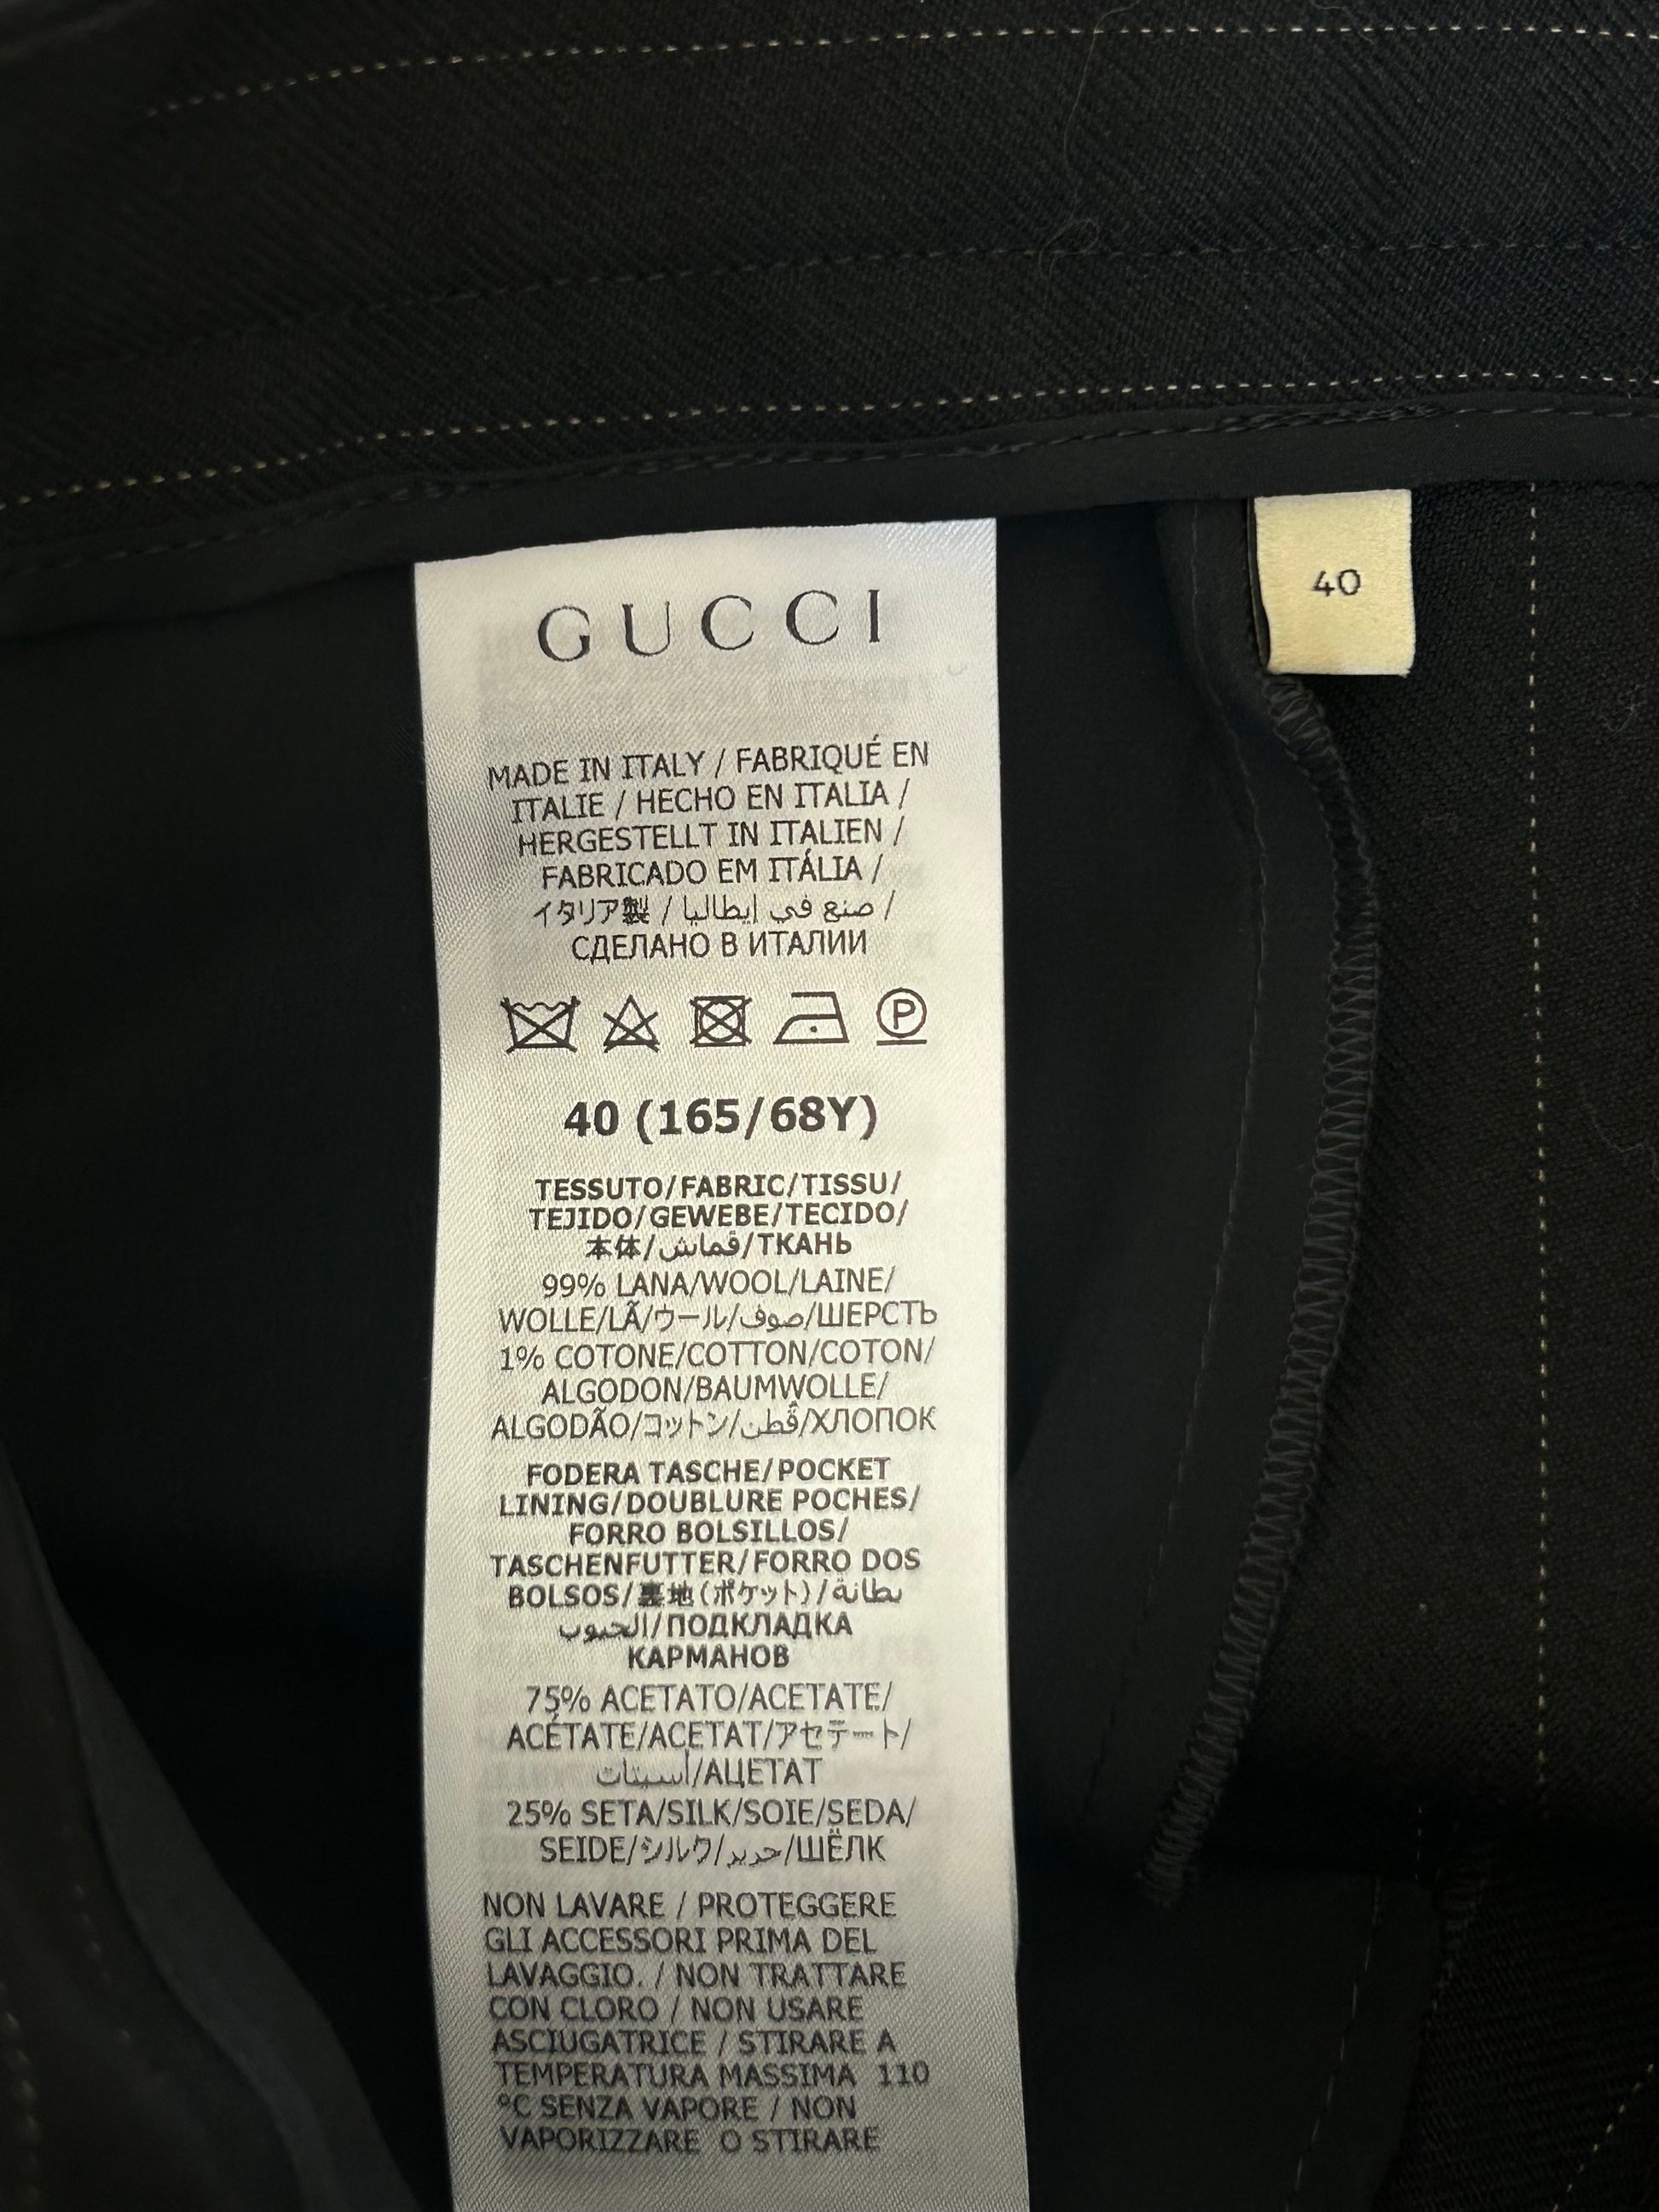 GUCCI
40
MADE IN ITALY / FABRIQUÉ EN
ITALIE / HECHO EN ITALIA /
HERGESTELLT IN ITALIEN /
FABRICADO EM ITÁLIA /
イタリア製 / صنع في إيطاليا /
СДЕЛАНО В ИТАЛИИ
P
40 (165/68Y)
TESSUTO/FABRIC/TISSU/
TEJIDO/GEWEBE/TECIDO/
本体/قماش/ТКАНЬ
99% LANA/WOOL/LAINE/
WOLLE/LÃ/ウール/صوف/ШЕРСТЬ
1% COTONE/COTTON/COTON/
ALGODON/BAUMWOLLE/
ALGODÃO/コットン/قُطن/ХЛОПОК
FODERA TASCHE/POCKET
LINING/DOUBLURE POCHES/
FORRO BOLSILLOS/
TASCHENFUTTER/FORRO DOS
BOLSOS/裏地(ポケット)/بطانة
الجيوب/ПОДКЛАДКА
КАРМАНОВ
75% ACETATO/ACETATE/
ACÉTATE/ACETAT/アセテート/
أسيتات/АЦЕТАТ
25% SETA/SILK/SOIE/SEDA/
SEIDE/シルク/حرير/ШЁЛК
NON LAVARE / PROTEGGERE
GLI ACCESSORI PRIMA DEL
LAVAGGIO. / NON TRATTARE
CON CLORO / NON USARE
ASCIUGATRICE / STIRARE A
TEMPERATURA MASSIMA 110
°C SENZA VAPORE / NON
VAPORIZZARE O STIRARE